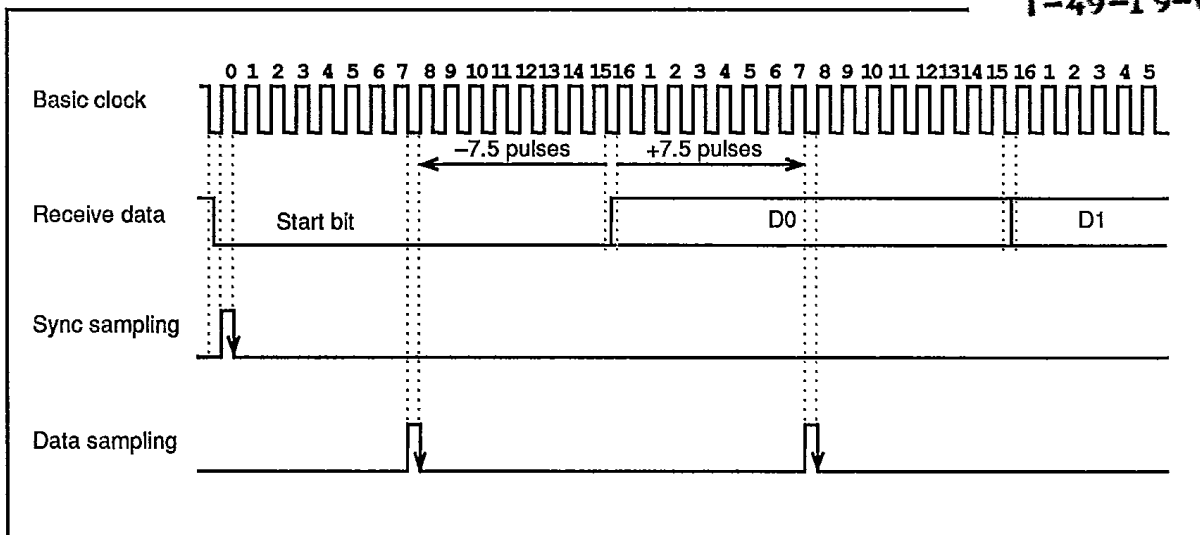 0 1 2 3 4 5 6 7 8 9 10 11 12 13 14 15 16 1 2 3 4 5 6 7 8 9 10 11 12 13 14 15 16 1 2 3 4 5
Basic clock
–7.5 pulses +7.5 pulses
Receive data Start bit D0 D1
Sync sampling
Data sampling